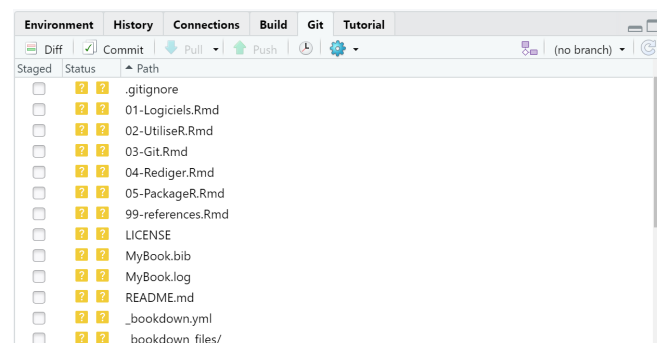 Environment History Connections Build Git Tutorial
Diff Commit Pull Push (no branch)
Staged Status Path
? ? .gitignore
? ? 01-Logiciels.Rmd
? ? 02-UtiliseR.Rmd
? ? 03-Git.Rmd
? ? 04-Rediger.Rmd
? ? 05-PackageR.Rmd
? ? 99-references.Rmd
? ? LICENSE
? ? MyBook.bib
? ? MyBook.log
? ? README.md
? ? _bookdown.yml
? ? _bookdown_files/